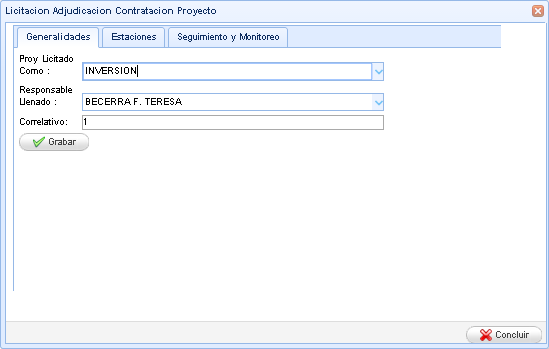 Licitacion Adjudicacion Contratacion Proyecto
Generalidades Estaciones Seguimiento y Monitoreo
Proy Licitado
Como : INVERSION
Responsable
Llenado : BECERRA F. TERESA
Correlativo: 1
Grabar
Concluir